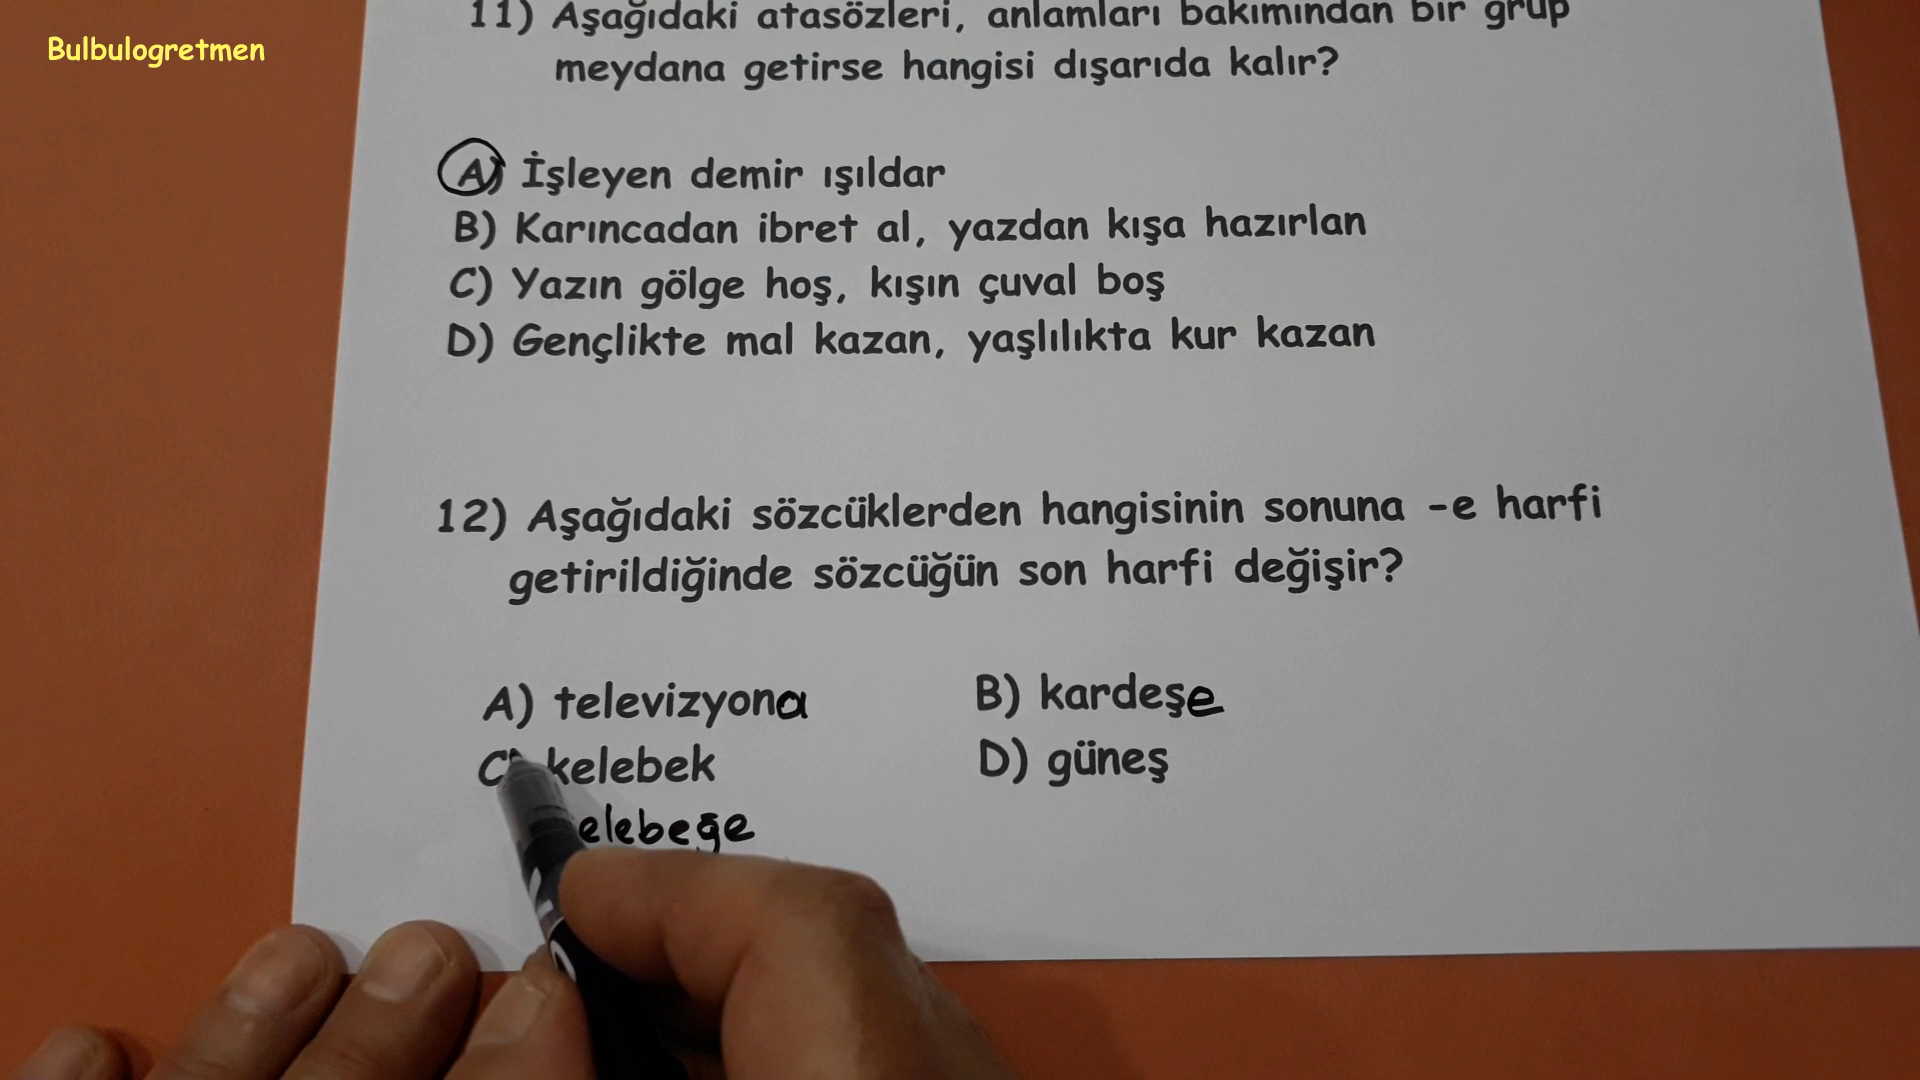 Bulbulogretmen
11) Aşağıdaki atasözleri, anlamları bakımından bir grup
meydana getirse hangisi dışarıda kalır?
A) İşleyen demir ışıldar
B) Karıncadan ibret al, yazdan kışa hazırlan
C) Yazın gölge hoş, kışın çuval boş
D) Gençlikte mal kazan, yaşlılıkta kur kazan
12) Aşağıdaki sözcüklerden hangisinin sonuna -e harfi
getirildiğinde sözcüğün son harfi değişir?
A) televizyona
B) kardeşe
C) kelebek
D) güneş